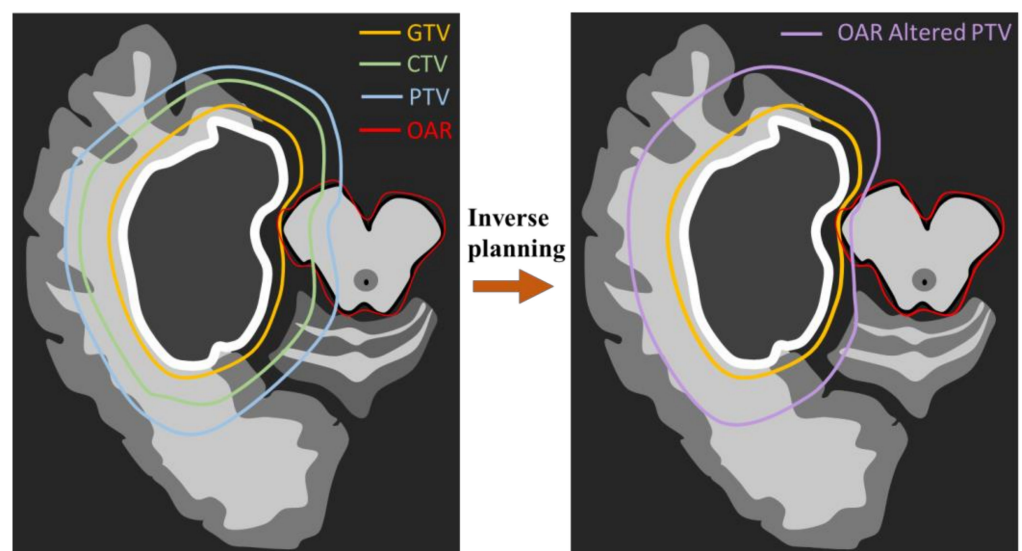 GTV
CTV
PTV
OAR
Inverse
planning
OAR Altered PTV